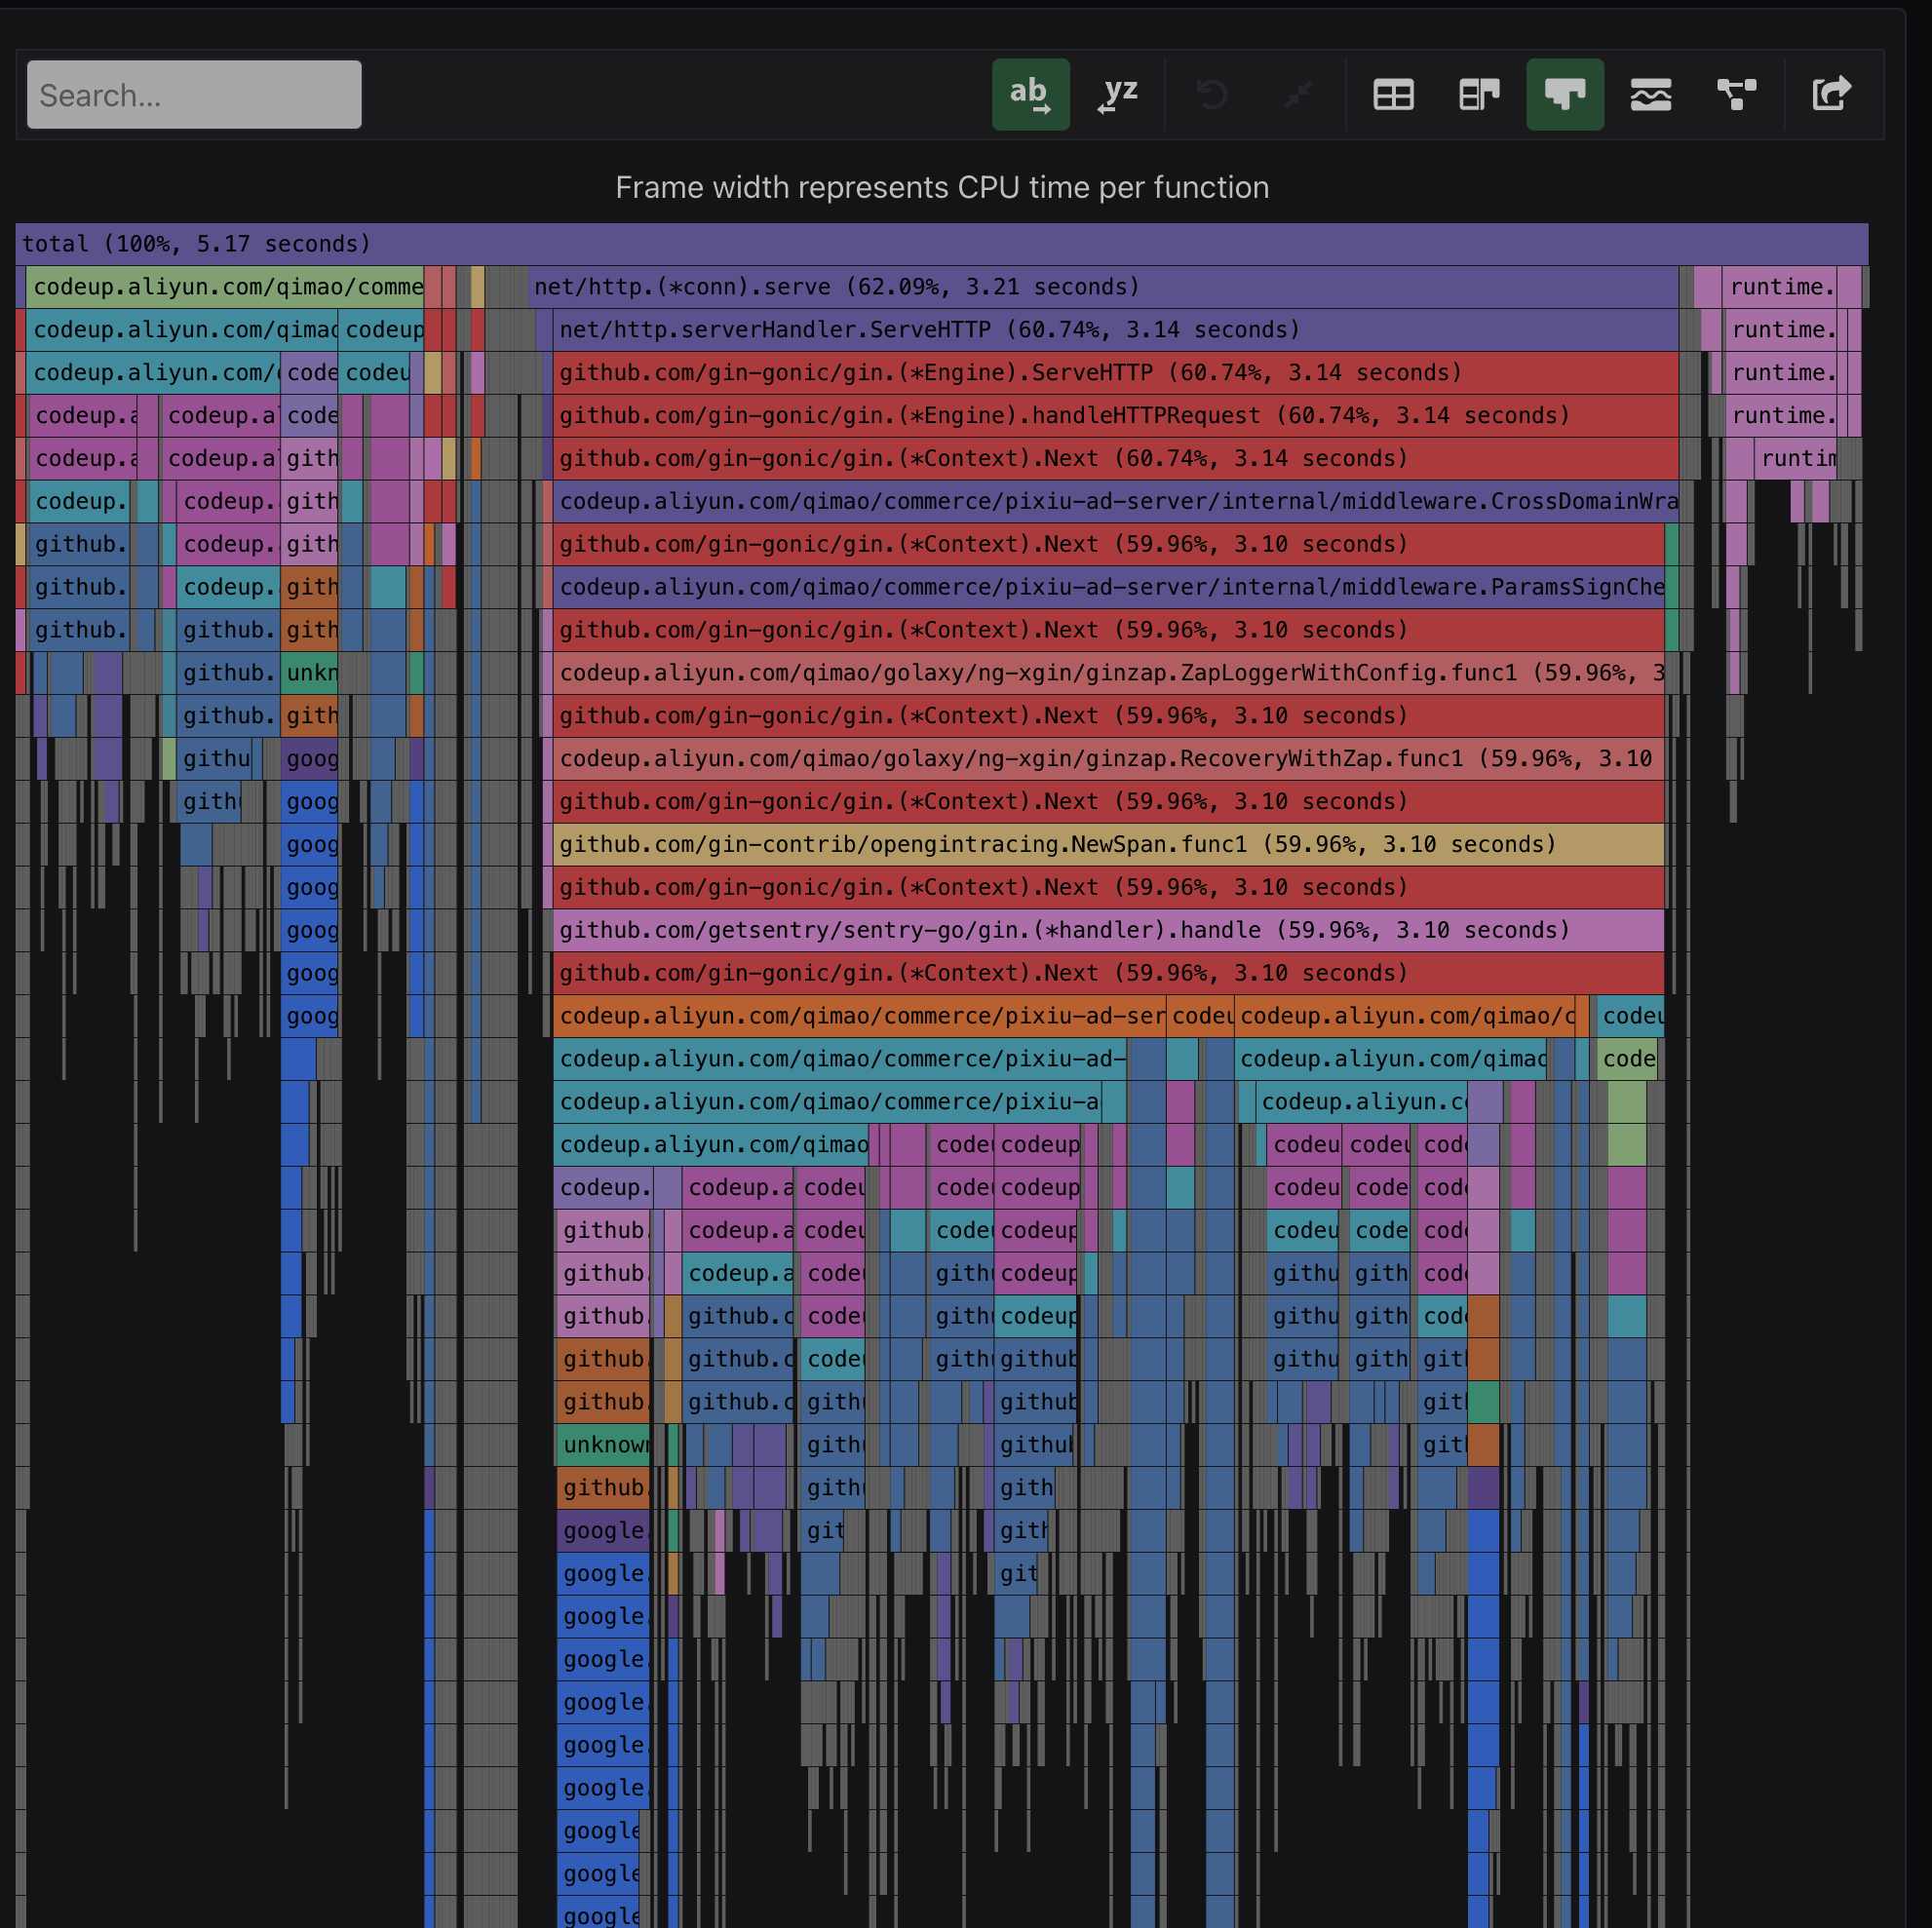 Search...
ab
yz
Frame width represents CPU time per function
total (100%, 5.17 seconds)
codeup.aliyun.com/qimao/comme net/http.(*conn).serve (62.09%, 3.21 seconds) runtime.
codeup.aliyun.com/qimac codeup net/http.serverHandler.ServeHTTP (60.74%, 3.14 seconds) runtime.
codeup.aliyun.com/ code codeu github.com/gin-gonic/gin.(*Engine).ServeHTTP (60.74%, 3.14 seconds) runtime.
codeup.a codeup.a code github.com/gin-gonic/gin.(*Engine).handleHTTPRequest (60.74%, 3.14 seconds) runtime.
codeup.a codeup.a gith github.com/gin-gonic/gin.(*Context).Next (60.74%, 3.14 seconds) runtim
codeup. codeup. gith codeup.aliyun.com/qimao/commerce/pixiu-ad-server/internal/middleware.CrossDomainWra
github. codeup. gith github.com/gin-gonic/gin.(*Context).Next (59.96%, 3.10 seconds)
github. codeup. gith codeup.aliyun.com/qimao/commerce/pixiu-ad-server/internal/middleware.ParamsSignChe
github. github. gith github.com/gin-gonic/gin.(*Context).Next (59.96%, 3.10 seconds)
github. unkn codeup.aliyun.com/qimao/golaxy/ng-xgin/ginzap.ZapLoggerWithConfig.func1 (59.96%, 3
github. gith github.com/gin-gonic/gin.(*Context).Next (59.96%, 3.10 seconds)
githu goog codeup.aliyun.com/qimao/golaxy/ng-xgin/ginzap.RecoveryWithZap.func1 (59.96%, 3.10
githu goog github.com/gin-gonic/gin.(*Context).Next (59.96%, 3.10 seconds)
goog github.com/gin-contrib/opengintracing.NewSpan.func1 (59.96%, 3.10 seconds)
goog github.com/gin-gonic/gin.(*Context).Next (59.96%, 3.10 seconds)
goog github.com/getsentry/sentry-go/gin.(*handler).handle (59.96%, 3.10 seconds)
goog github.com/gin-gonic/gin.(*Context).Next (59.96%, 3.10 seconds)
goog codeup.aliyun.com/qimao/commerce/pixiu-ad-ser codeu codeup.aliyun.com/qimao/c codeu
codeup.aliyun.com/qimao/commerce/pixiu-ad- codeup.aliyun.com/qimac code
codeup.aliyun.com/qimao/commerce/pixiu-a codeup.aliyun.c
codeup.aliyun.com/qimao codeu codeup codeu codeu code
codeup. codeup.a codeu codeu codeup codeu code code
github. codeup.a codeu codeu codeup codeu code code
github. codeup.a codeu githu codeup githu gith code
github. github.c codeu githu codeup githu gith code
github. github.c codeu githu github githu gith gith
github. github.c githu github gith
unknown githu github gith
github. githu gith
google. git gith
google. git
google.
google.
google.
google.
google.
google
google
google